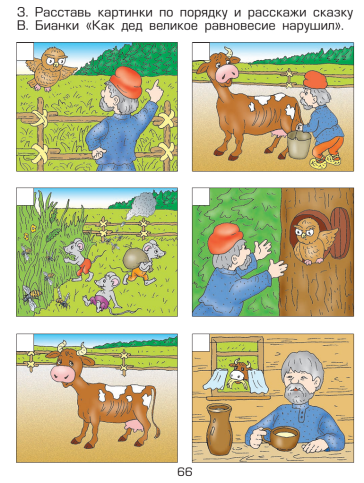 3. Расставь картинки по порядку и расскажи сказку
В. Бианки «Как дед великое равновесие нарушил».
66